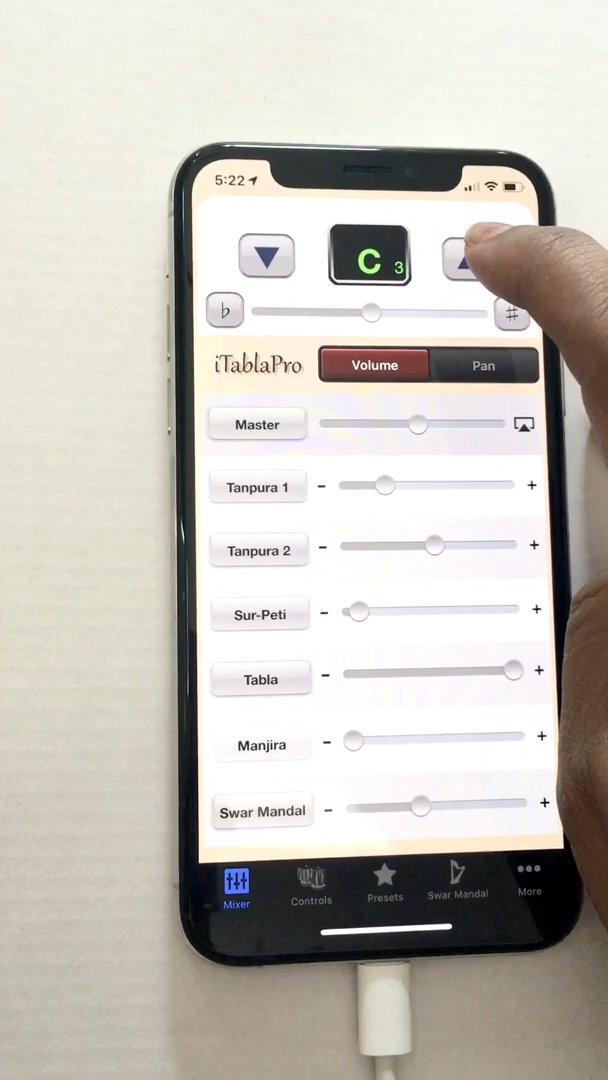 5:22
C 3
♭ ♯
iTablaPro Volume Pan
Master
Tanpura 1 - +
Tanpura 2 - +
Sur-Peti - +
Tabla - +
Manjira - +
Swar Mandal - +
Mixer Controls Presets Swar Mandal More